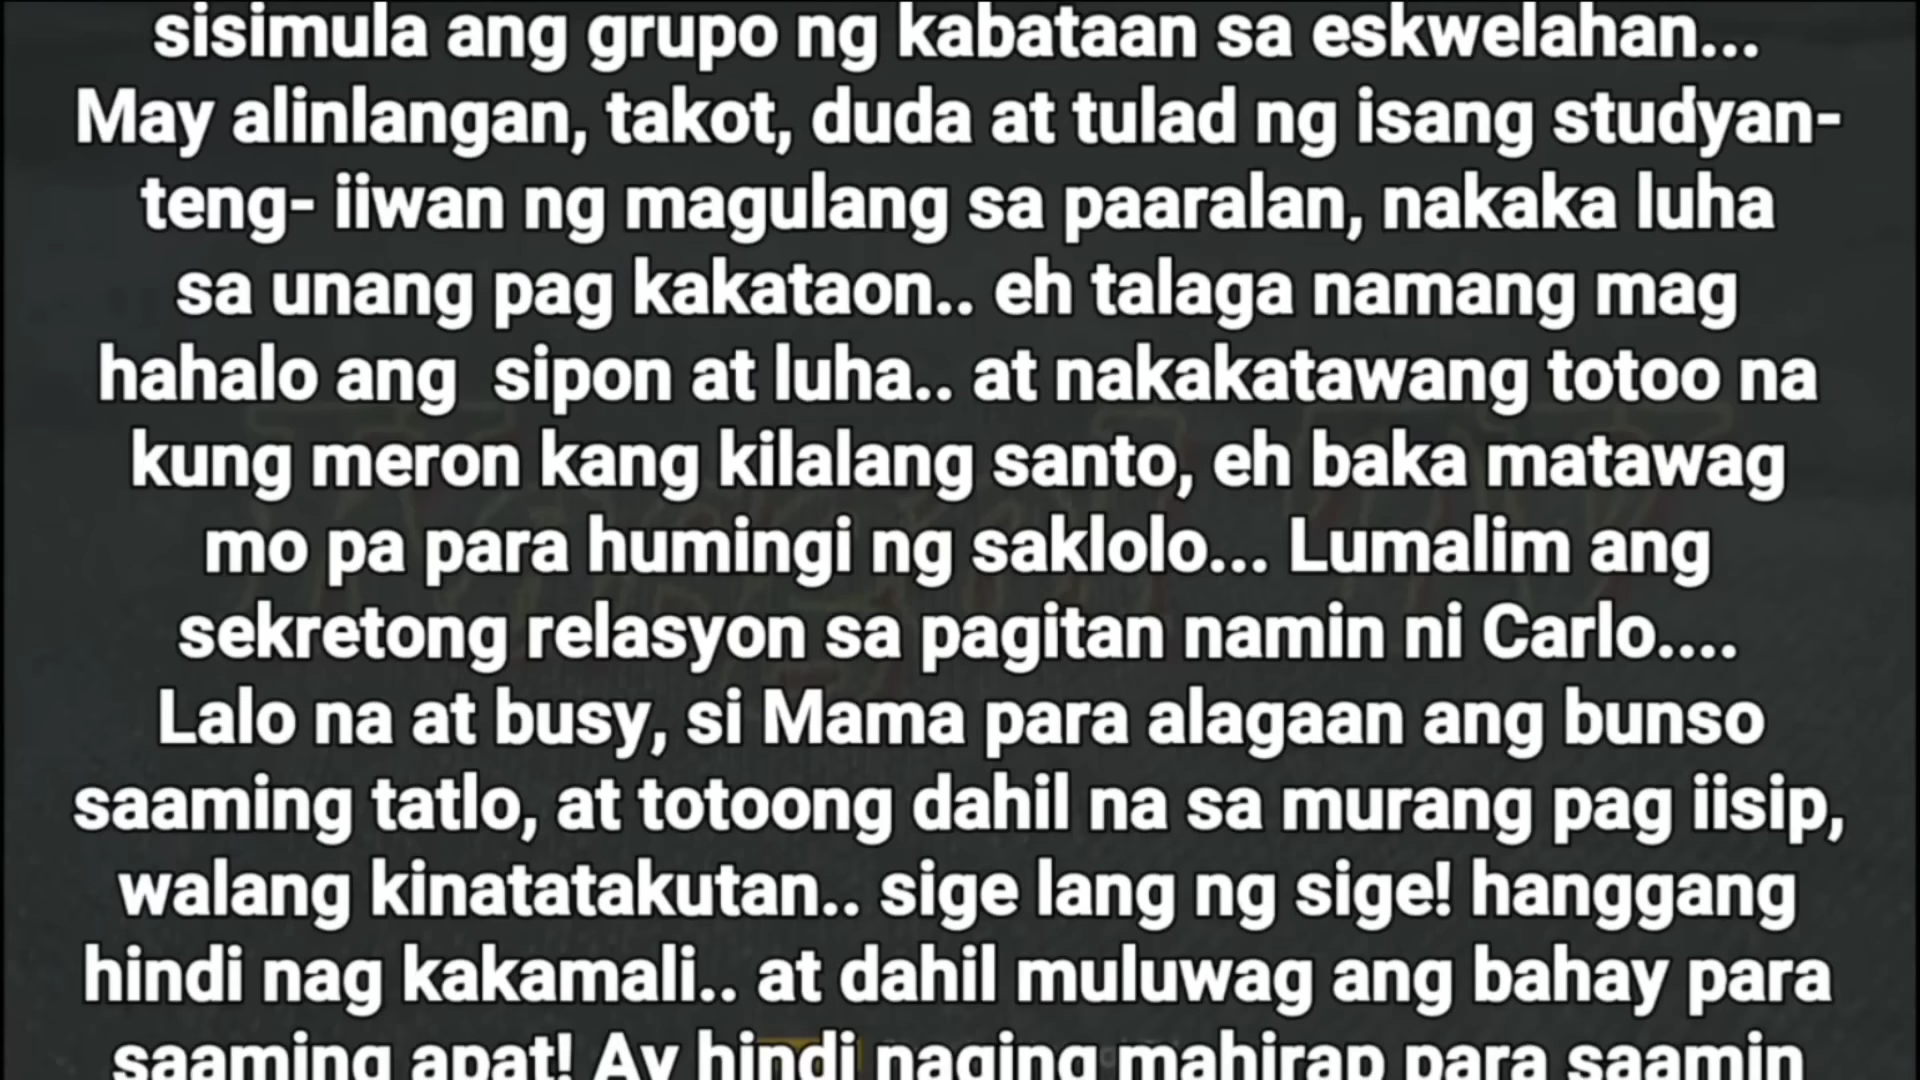 sisimula ang grupo ng kabataan sa eskwelahan...
May alinlangan, takot, duda at tulad ng isang studyan-
teng- iiwan ng magulang sa paaralan, nakaka luha
sa unang pag kakataon.. eh talaga namang mag
hahalo ang  sipon at luha.. at nakakatawang totoo na
kung meron kang kilalang santo, eh baka matawag
mo pa para humingi ng saklolo... Lumalim ang
sekretong relasyon sa pagitan namin ni Carlo....
Lalo na at busy, si Mama para alagaan ang bunso
saaming tatlo, at totoong dahil na sa murang pag iisip,
walang kinatatakutan.. sige lang ng sige! hanggang
hindi nag kakamali.. at dahil muluwag ang bahay para
saaming apat! Ay hindi naging mahirap para saamin